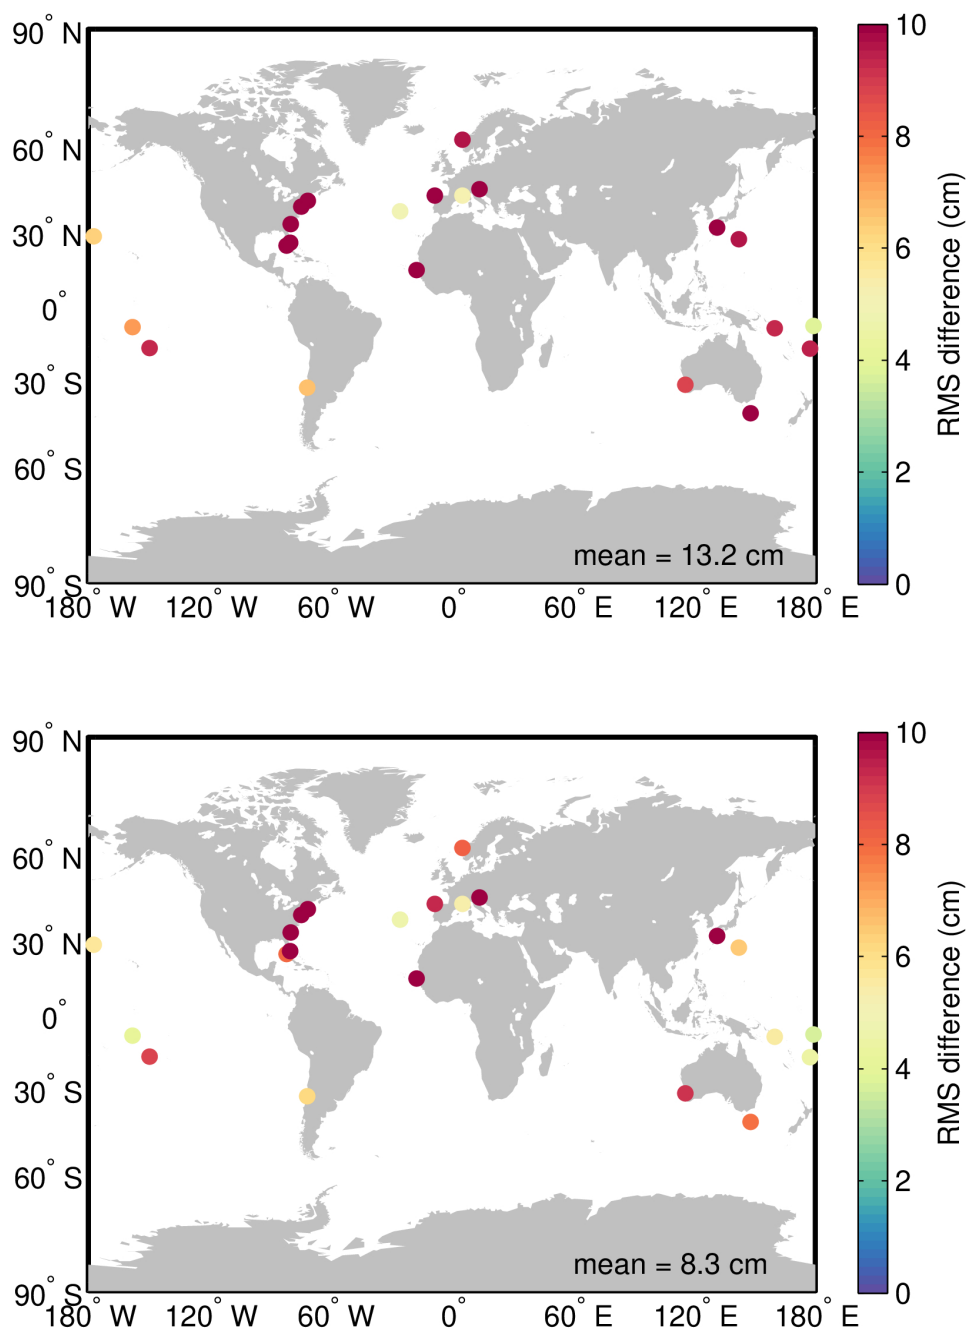 90° N
60° N
30° N
0°
30° S
60° S
90° S
180° W 120° W 60° W 0° 60° E 120° E 180° E
mean = 13.2 cm
10
8
6
4
2
0
RMS difference (cm)
90° N
60° N
30° N
0°
30° S
60° S
90° S
180° W 120° W 60° W 0° 60° E 120° E 180° E
mean = 8.3 cm
10
8
6
4
2
0
RMS difference (cm)